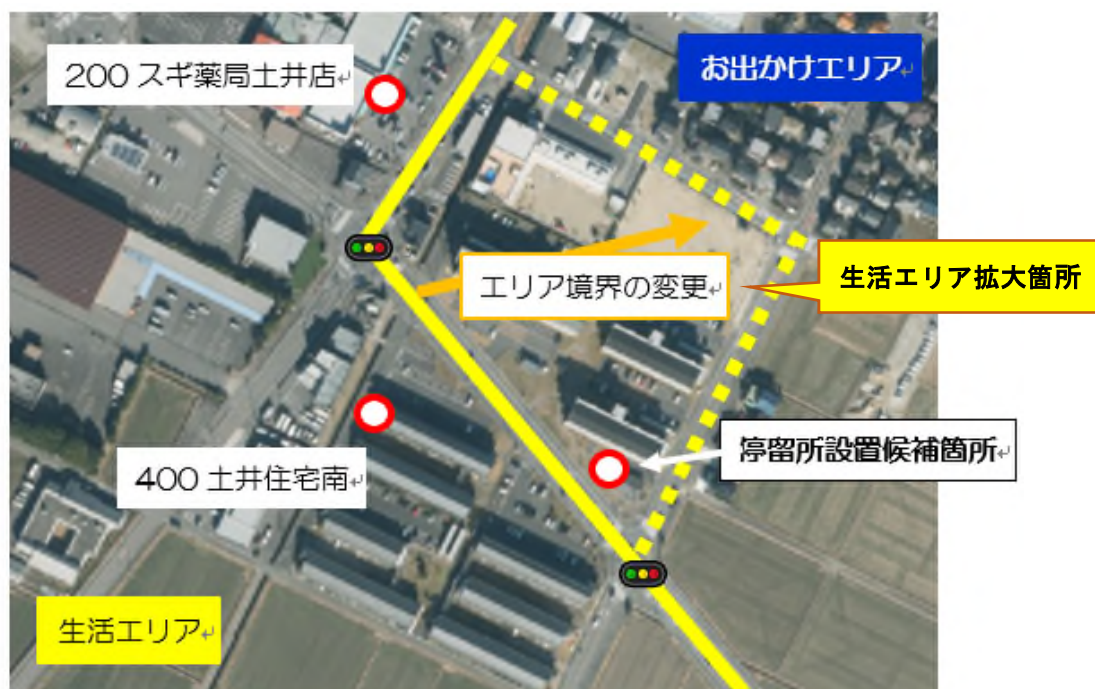 200 スギ薬局土井店
お出かけエリア
エリア境界の変更
生活エリア拡大箇所
停留所設置候補箇所
400 土井住宅南
生活エリア